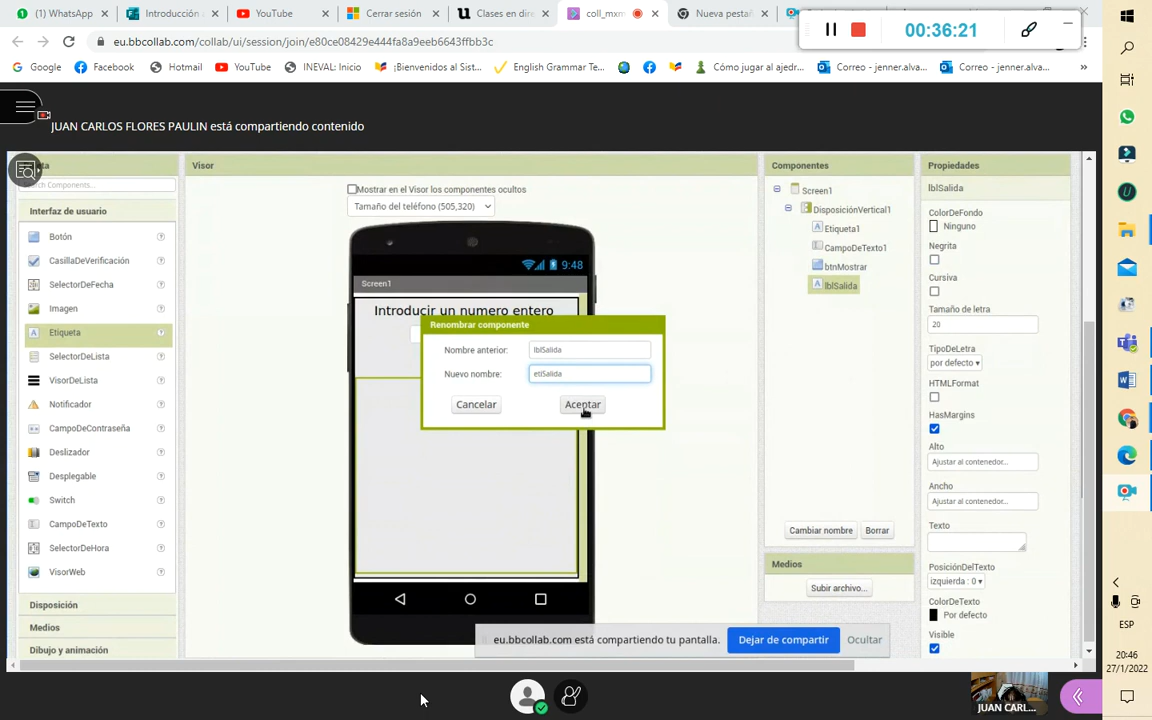 (1) WhatsApp
Introducción
YouTube
Cerrar sesión
Clases en dire
coll_mxm
Nueva pestañ
eu.bbcollab.com/collab/ui/session/join/e80ce08429e444fa8a9eeb6643ffbb3c
00:36:21
Google
Facebook
Hotmail
YouTube
INEVAL: Inicio
¡Bienvenidos al Sist...
English Grammar Te...
Cómo jugar al ajedr...
Correo - jenner.alva...
Correo - jenner.alva...
»
JUAN CARLOS FLORES PAULIN está compartiendo contenido
Visor
Componentes
Propiedades
Search Components...
Interfaz de usuario
Botón
CasillaDeVerificación
SelectorDeFecha
Imagen
Etiqueta
SelectorDeLista
VisorDeLista
Notificador
CampoDeContraseña
Deslizador
Desplegable
Switch
CampoDeTexto
SelectorDeHora
VisorWeb
Disposición
Medios
Dibujo y animación
Mostrar en el Visor los componentes ocultos
Tamaño del teléfono (505,320)
9:48
Screen1
Introducir un numero entero
Renombrar componente
Nombre anterior:
lblSalida
Nuevo nombre:
etiSalida
Cancelar
Aceptar
Screen1
DisposiciónVertical1
Etiqueta1
CampoDeTexto1
btnMostrar
lblSalida
Cambiar nombre
Borrar
Medios
Subir archivo...
lblSalida
ColorDeFondo
Ninguno
Negrita
Cursiva
Tamaño de letra
20
TipoDeLetra
por defecto
HTMLFormat
HasMargins
Alto
Ajustar al contenedor...
Ancho
Ajustar al contenedor...
Texto
PosiciónDelTexto
izquierda : 0
ColorDeTexto
Por defecto
Visible
eu.bbcollab.com está compartiendo tu pantalla.
Dejar de compartir
Ocultar
JUAN CARL...
ESP
20:46
27/1/2022